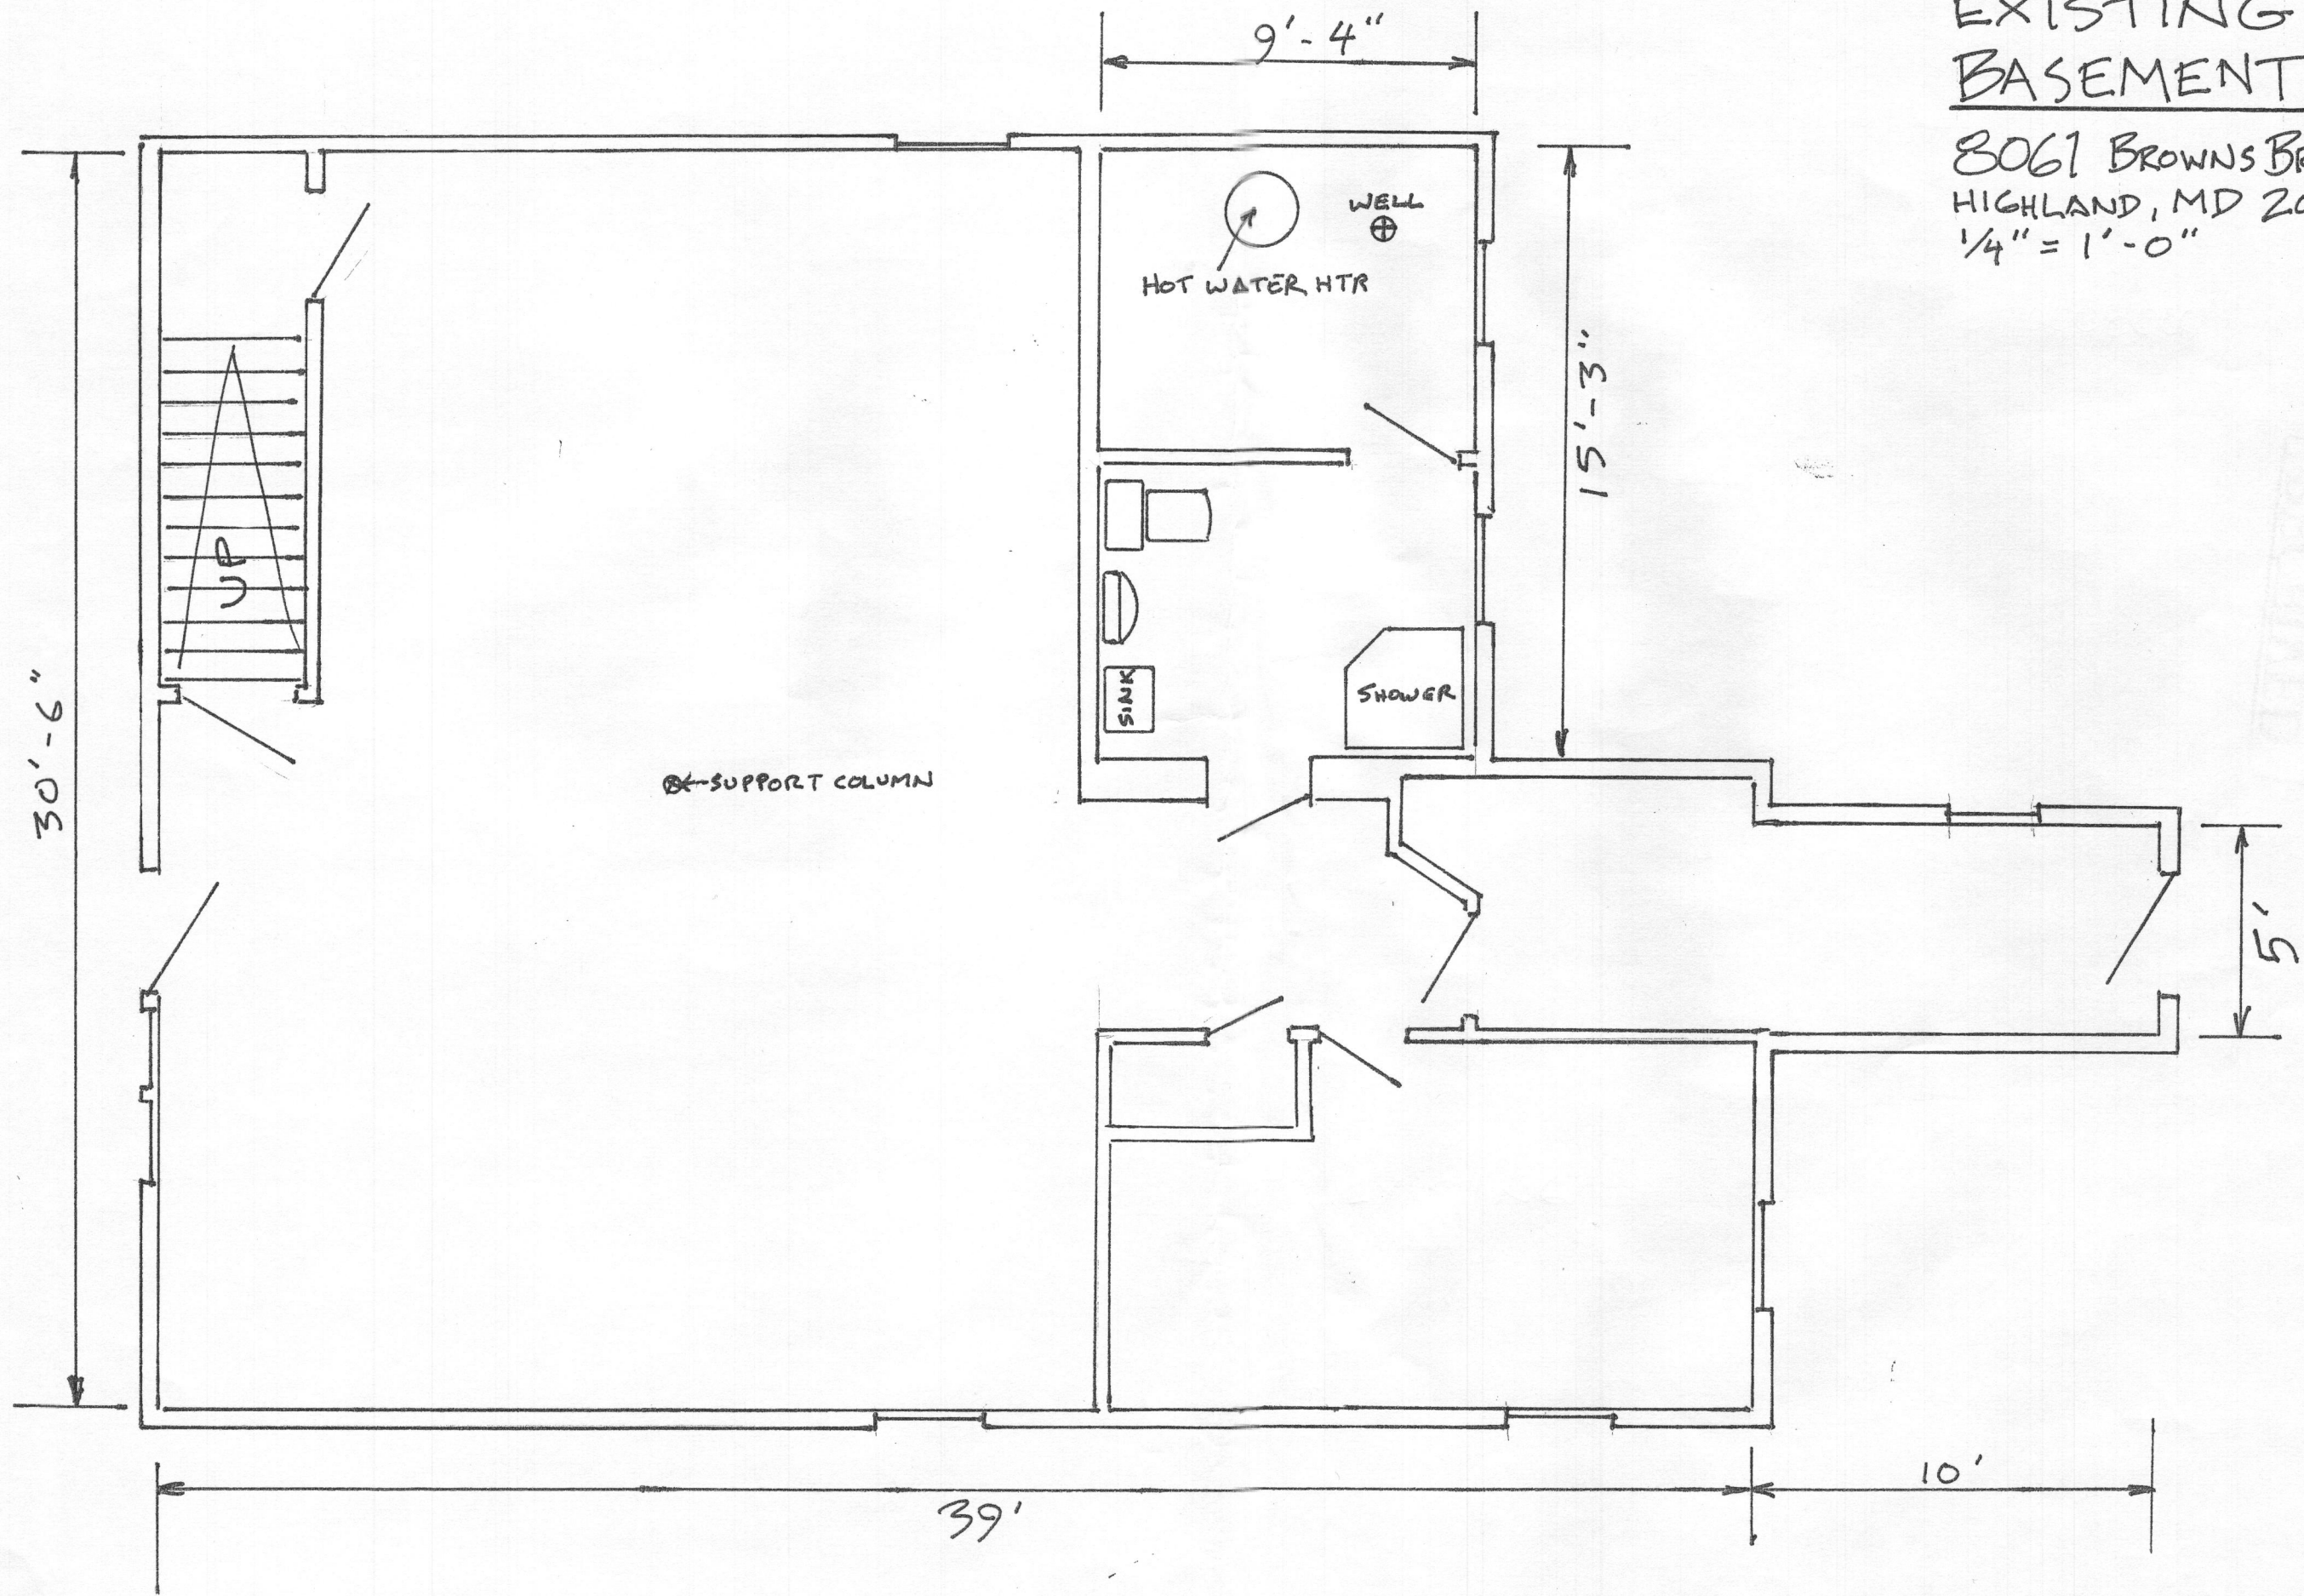 EXISTING
BASEMENT
8061 BROWNS
HIGHLAND, MD
1/4" = 1'-0"
9'-4"
WELL
HOT WATER HTR
15'-3"
UP
SINK
SHOWER
30'-6"
SUPPORT COLUMN
5'
10'
39'